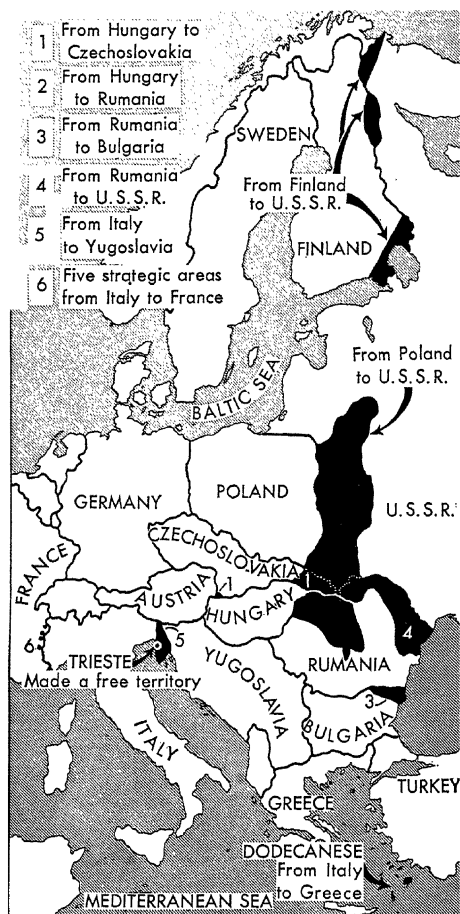 1 From Hungary to
Czechoslovakia
2 From Hungary
to Rumania
3 From Rumania
to Bulgaria
4 From Rumania
to U.S.S.R.
5 From Italy
to Yugoslavia
6 Five strategic areas
from Italy to France
SWEDEN
From Finland
to U.S.S.R.
FINLAND
From Poland
to U.S.S.R.
BALTIC SEA
GERMANY
POLAND
U.S.S.R.
CZECHOSLOVAKIA
1
FRANCE
AUSTRIA
1
HUNGARY
4
6
5
TRIESTE
Made a free territory
YUGOSLAVIA
RUMANIA
3
BULGARIA
ITALY
TURKEY
GREECE
DODECANESE
From Italy
to Greece
MEDITERRANEAN SEA